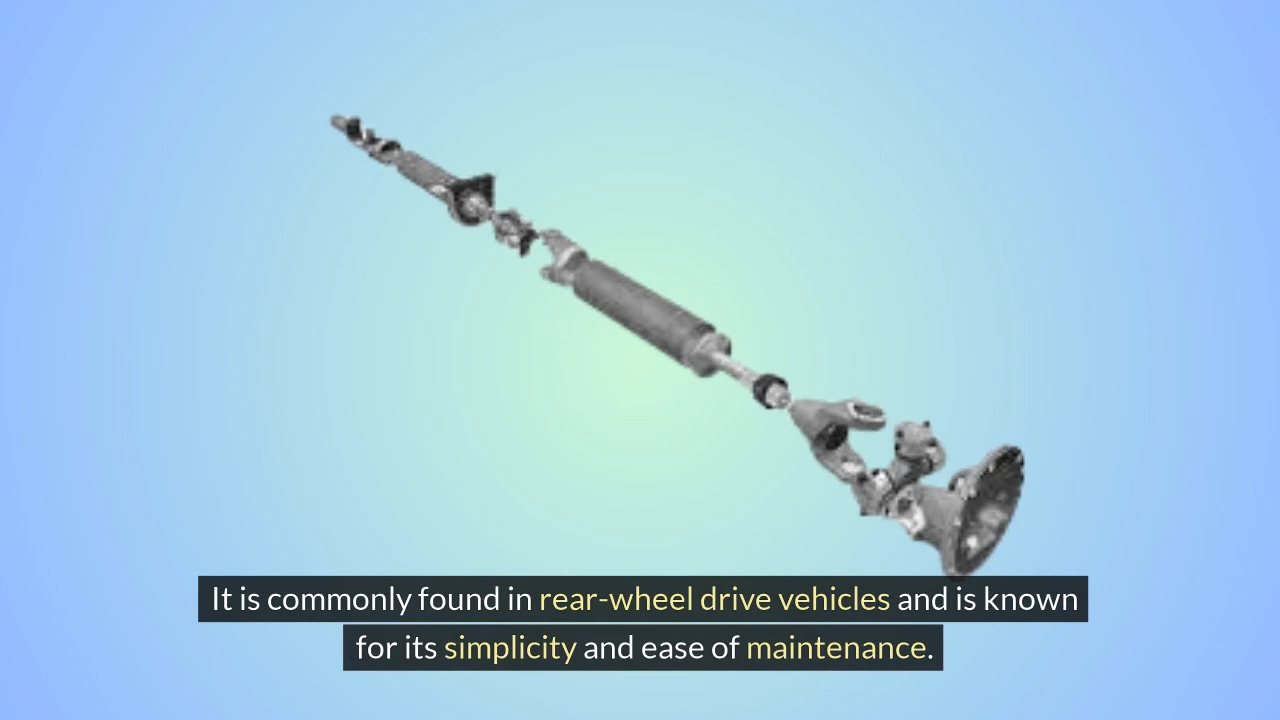 It is commonly found in rear-wheel drive vehicles and is known
for its simplicity and ease of maintenance.